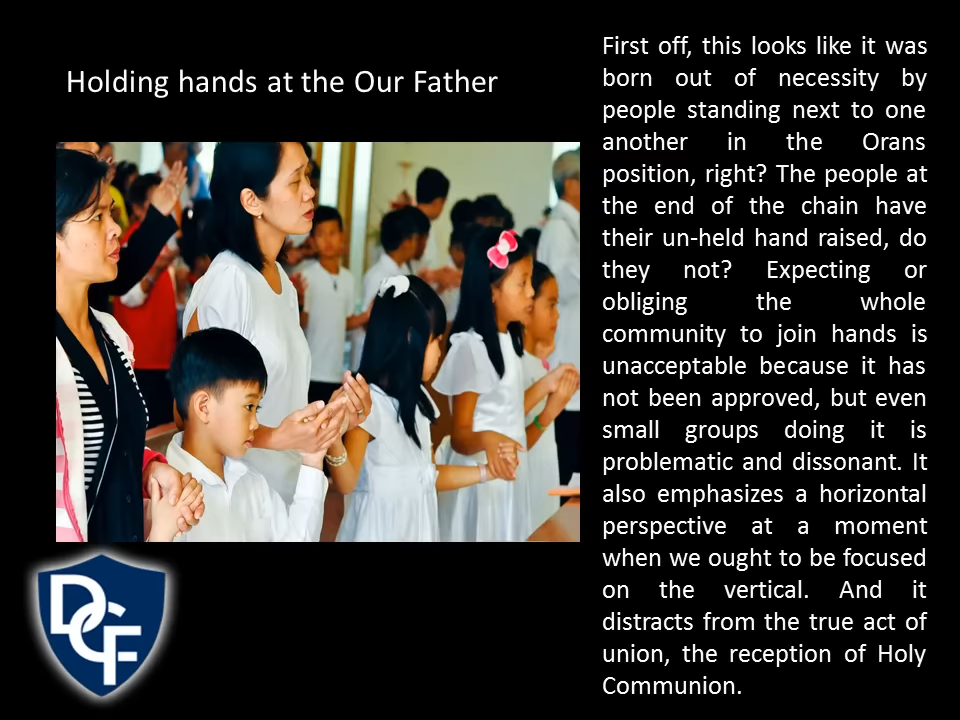 Holding hands at the Our Father
First off, this looks like it was
born out of necessity by
people standing next to one
another in the Orans
position, right? The people at
the end of the chain have
their un-held hand raised, do
they not? Expecting or
obliging the whole
community to join hands is
unacceptable because it has
not been approved, but even
small groups doing it is
problematic and dissonant. It
also emphasizes a horizontal
perspective at a moment
when we ought to be focused
on the vertical. And it
distracts from the true act of
union, the reception of Holy
Communion.
DCF